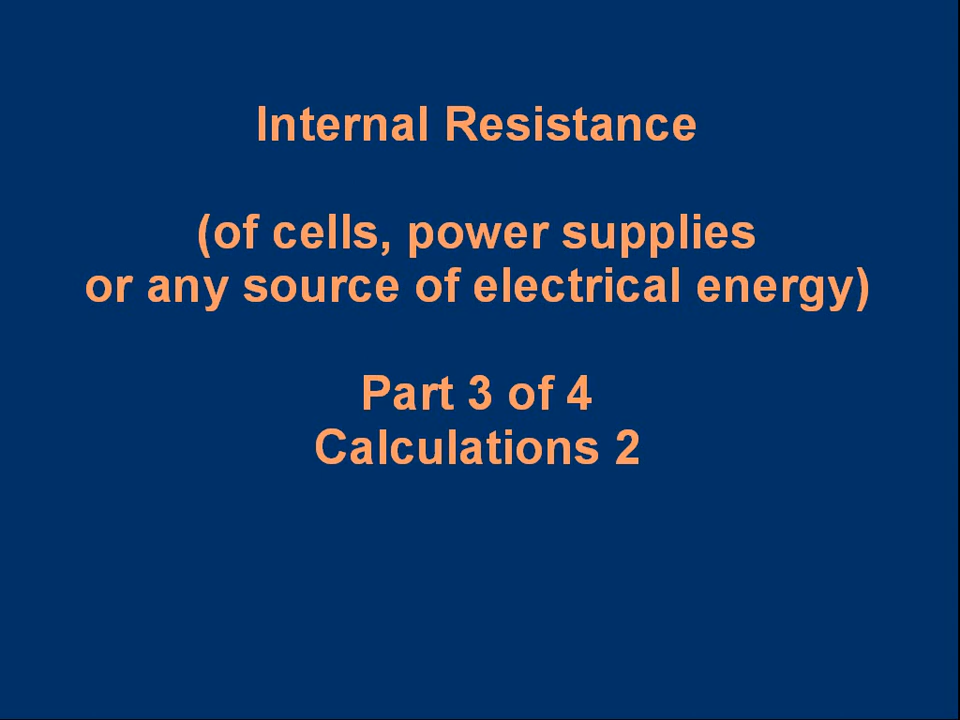 Internal Resistance
(of cells, power supplies
or any source of electrical energy)
Part 3 of 4
Calculations 2